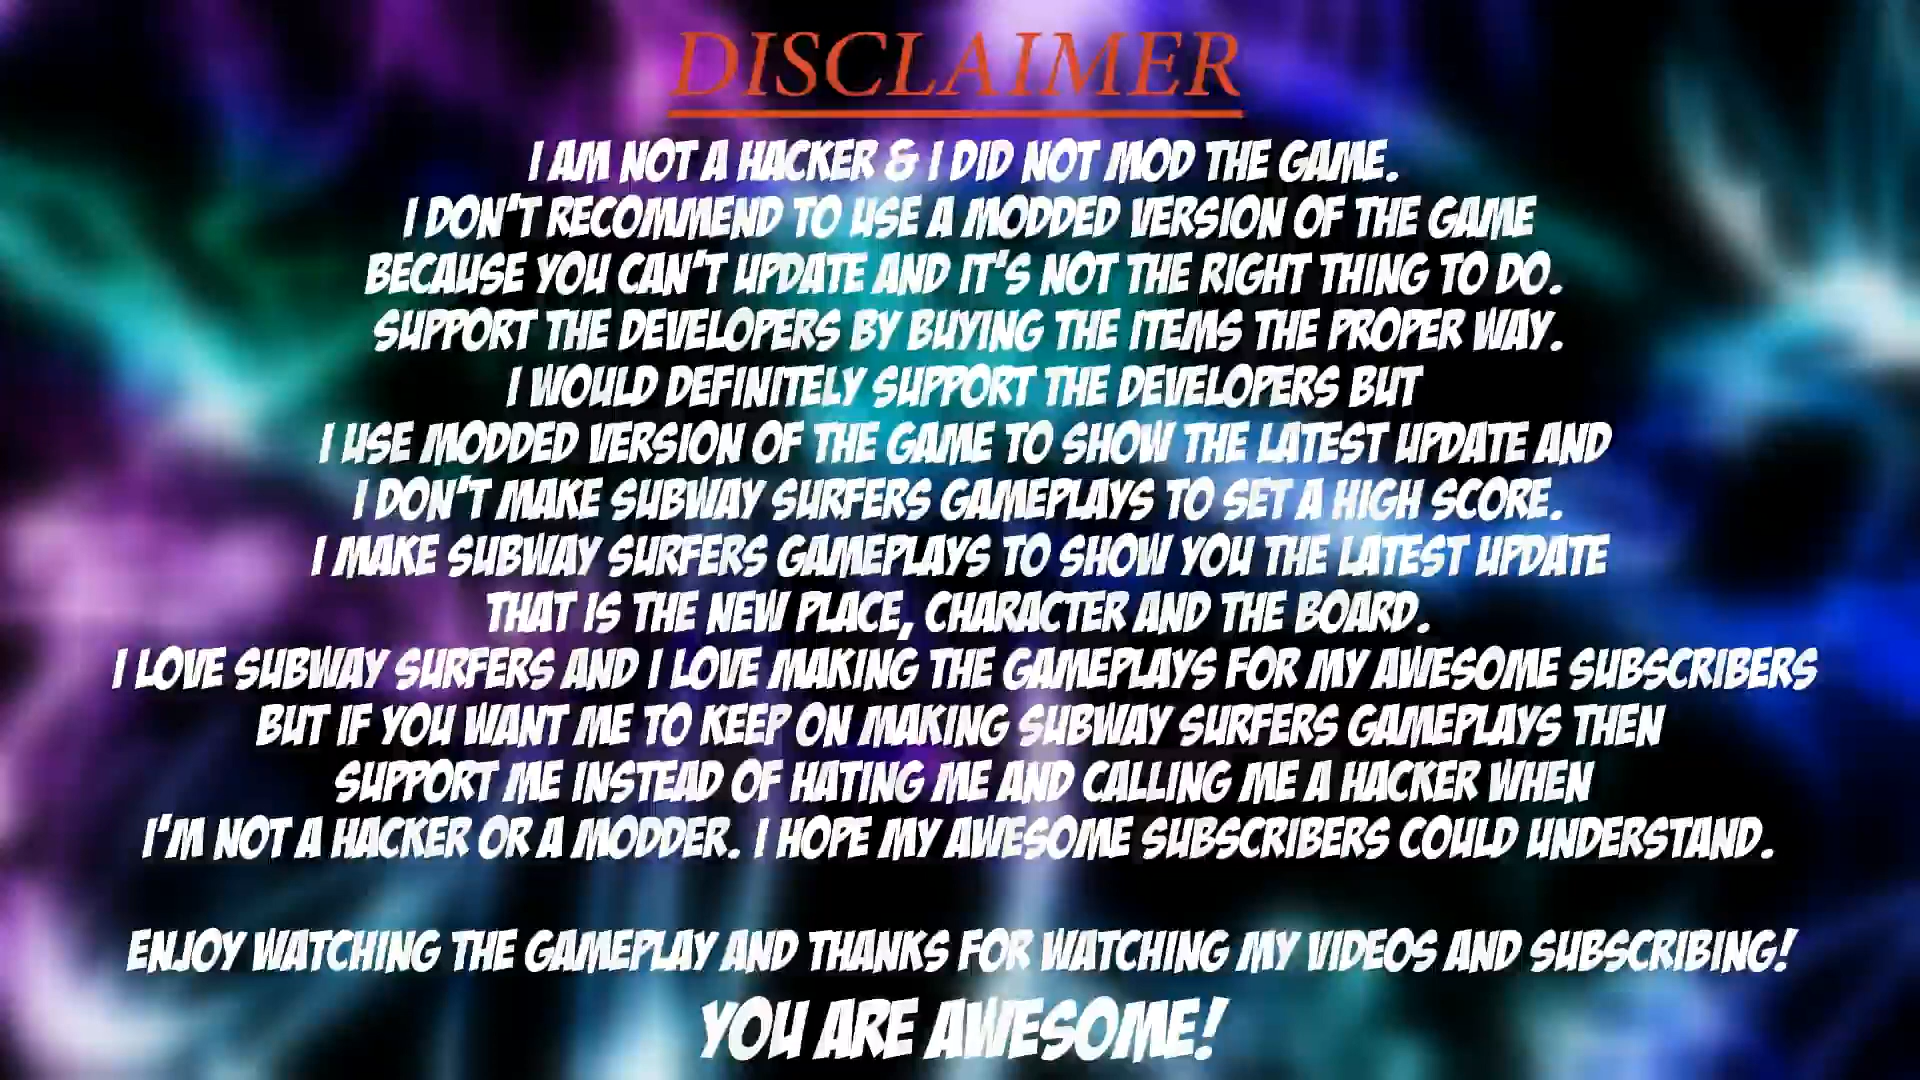 DISCLAIMER
I AM NOT A HACKER & I DID NOT MOD THE GAME.
I DON'T RECOMMEND TO USE A MODDED VERSION OF THE GAME
BECAUSE YOU CAN'T UPDATE AND IT'S NOT THE RIGHT THING TO DO.
SUPPORT THE DEVELOPERS BY BUYING THE ITEMS THE PROPER WAY.
I WOULD DEFINITELY SUPPORT THE DEVELOPERS BUT
I USE MODDED VERSION OF THE GAME TO SHOW THE LATEST UPDATE AND
I DON'T MAKE SUBWAY SURFERS GAMEPLAYS TO SET A HIGH SCORE.
I MAKE SUBWAY SURFERS GAMEPLAYS TO SHOW YOU THE LATEST UPDATE
THAT IS THE NEW PLACE, CHARACTER AND THE BOARD.
I LOVE SUBWAY SURFERS AND I LOVE MAKING THE GAMEPLAYS FOR MY AWESOME SUBSCRIBERS
BUT IF YOU WANT ME TO KEEP ON MAKING SUBWAY SURFERS GAMEPLAYS THEN
SUPPORT ME INSTEAD OF HATING ME AND CALLING ME A HACKER WHEN
I'M NOT A HACKER OR A MODDER. I HOPE MY AWESOME SUBSCRIBERS COULD UNDERSTAND.
ENJOY WATCHING THE GAMEPLAY AND THANKS FOR WATCHING MY VIDEOS AND SUBSCRIBING!
YOU ARE AWESOME!